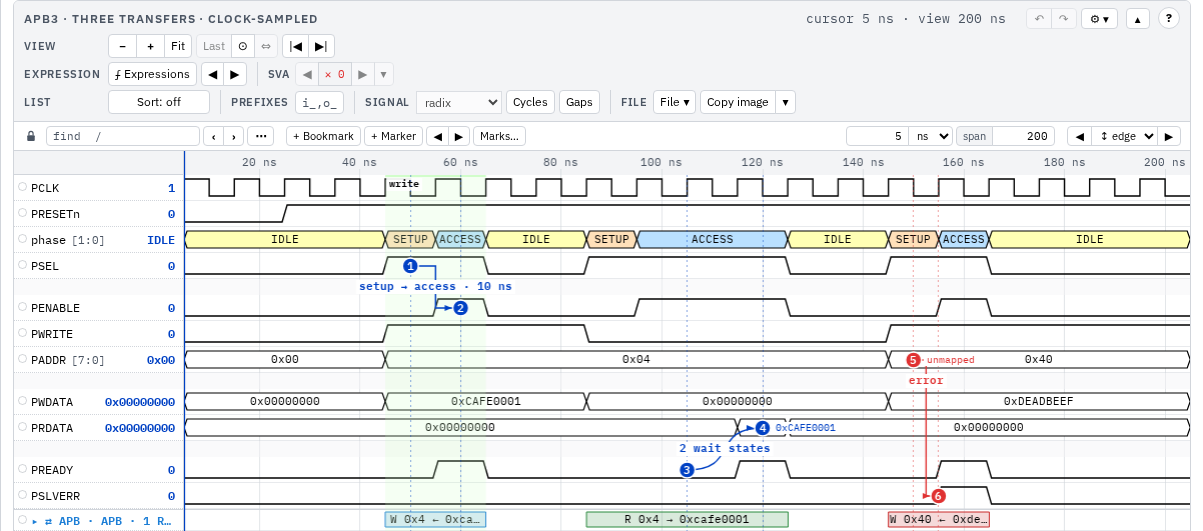 APB3 · THREE TRANSFERS · CLOCK-SAMPLED cursor 5 ns · view 200 ns ↶ ↷ ⚙ ▾ ▲ ?
VIEW − + Fit Last ⊙ ⇔ |◀ ▶|
EXPRESSION ⨍ Expressions ◀ ▶ SVA ◀ × 0 ▶ ▾
LIST Sort: off PREFIXES i_,o_ SIGNAL radix Cycles Gaps FILE File ▾ Copy image ▾
find / ‹ › ••• + Bookmark + Marker ◀ ▶ Marks... 5 ns span 200 ◀ ↕ edge ▶
20 ns 40 ns 60 ns 80 ns 100 ns 120 ns 140 ns 160 ns 180 ns 200 ns
PCLK 1 write
PRESETn 0
phase [1:0] IDLE IDLE SETUP ACCESS IDLE SETUP ACCESS IDLE SETUP ACCESS IDLE
PSEL 0 1
setup → access · 10 ns
PENABLE 0 2
PWRITE 0
PADDR [7:0] 0x00 0x00 0x04 5 unmapped 0x40
error
PWDATA 0x00000000 0x00000000 0xCAFE0001 0x00000000 0xDEADBEEF
PRDATA 0x00000000 0x00000000 4 0xCAFE0001 0x00000000
2 wait states
PREADY 0 3
PSLVERR 0 6
▸ ⇄ APB · APB · 1 R… W 0x4 ← 0xca… R 0x4 → 0xcafe0001 W 0x40 ← 0xde…